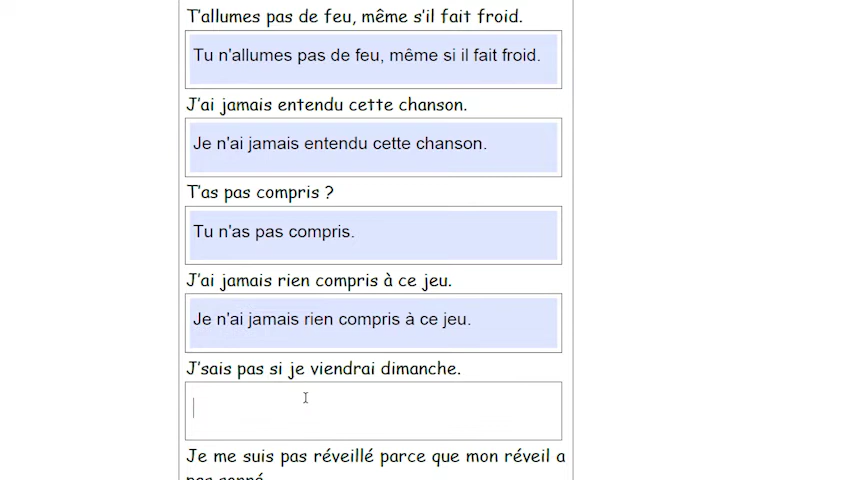 T'allumes pas de feu, même s'il fait froid.
Tu n'allumes pas de feu, même si il fait froid.
J'ai jamais entendu cette chanson.
Je n'ai jamais entendu cette chanson.
T'as pas compris ?
Tu n'as pas compris.
J'ai jamais rien compris à ce jeu.
Je n'ai jamais rien compris à ce jeu.
J'sais pas si je viendrai dimanche.
Je me suis pas réveillé parce que mon réveil a
pas sonné